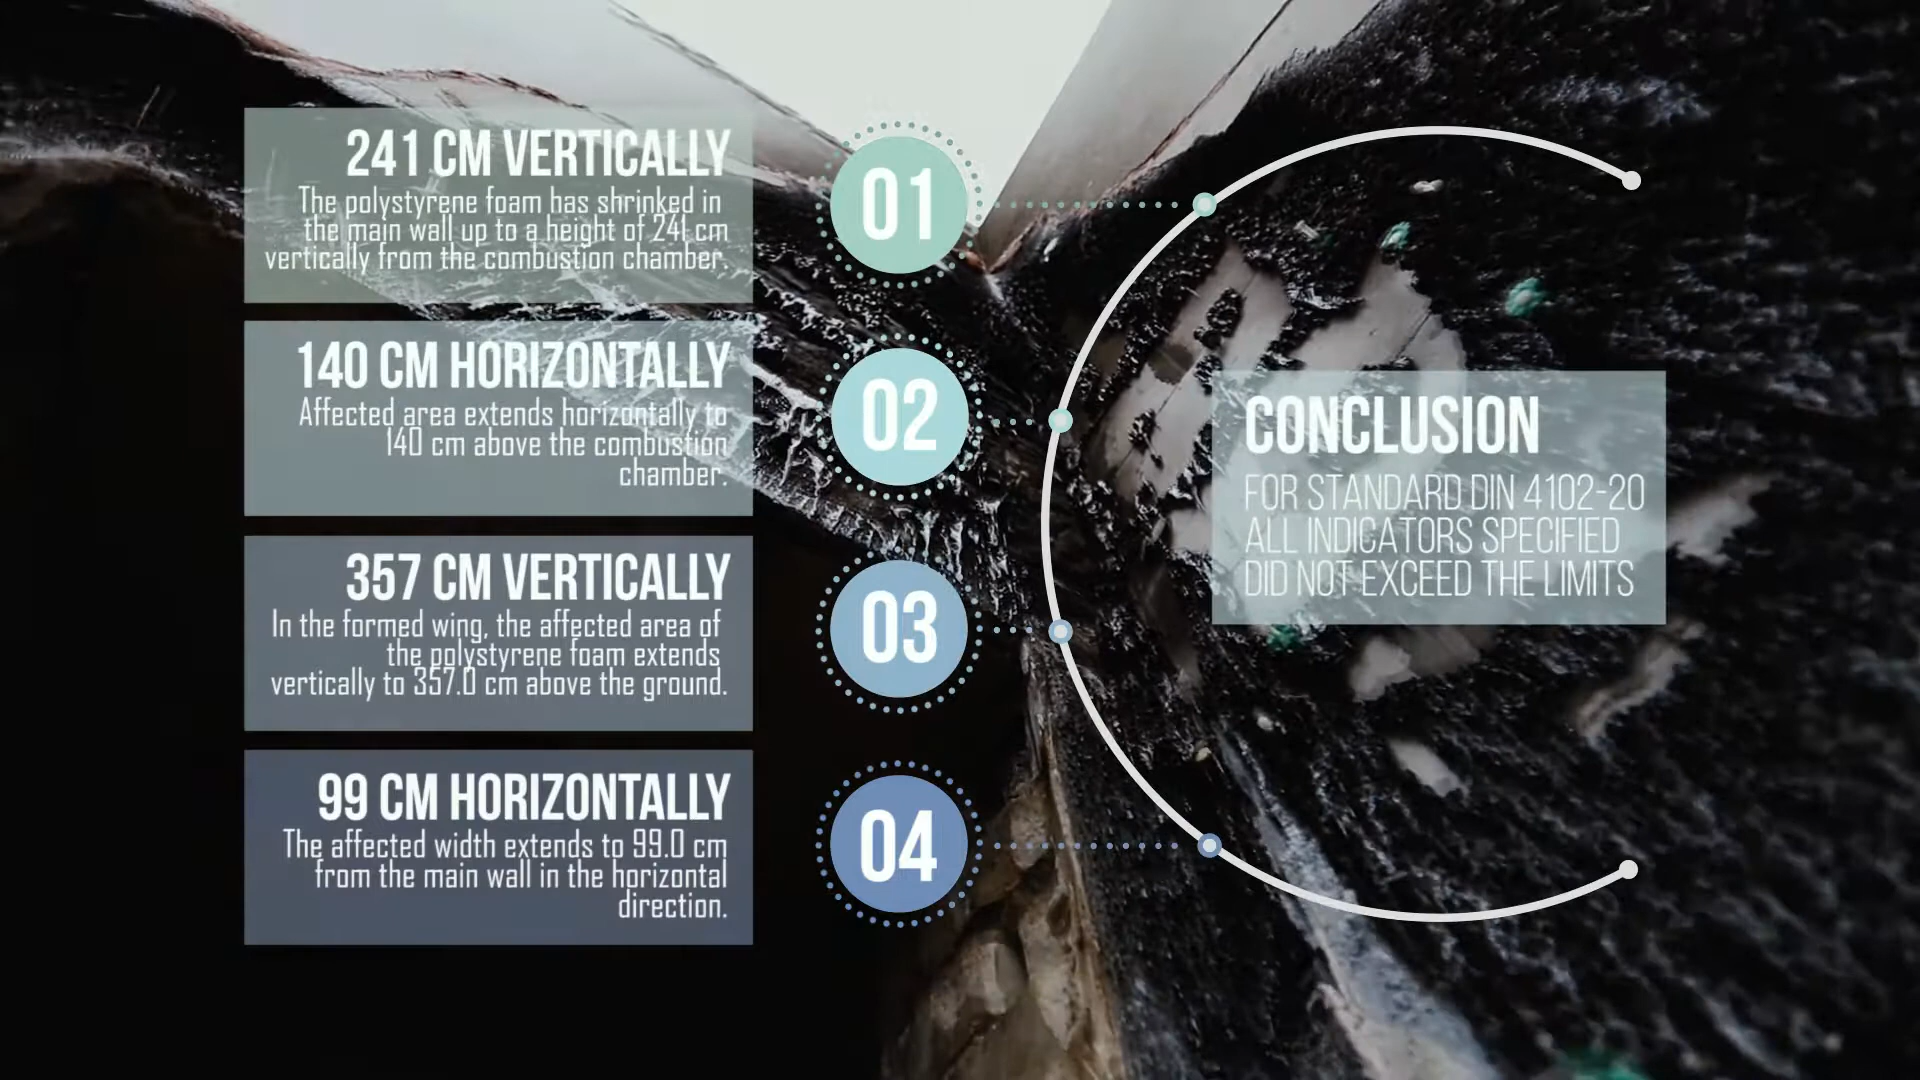 241 CM VERTICALLY
The polystyrene foam has shrinked in
the main wall up to a height of 241 cm
vertically from the combustion chamber.
01
140 CM HORIZONTALLY
Affected area extends horizontally to
140 cm above the combustion
chamber.
02
357 CM VERTICALLY
In the formed wing, the affected area of
the polystyrene foam extends
vertically to 357.0 cm above the ground.
03
99 CM HORIZONTALLY
The affected width extends to 99.0 cm
from the main wall in the horizontal
direction.
04
CONCLUSION
FOR STANDARD DIN 4102-20
ALL INDICATORS SPECIFIED
DID NOT EXCEED THE LIMITS